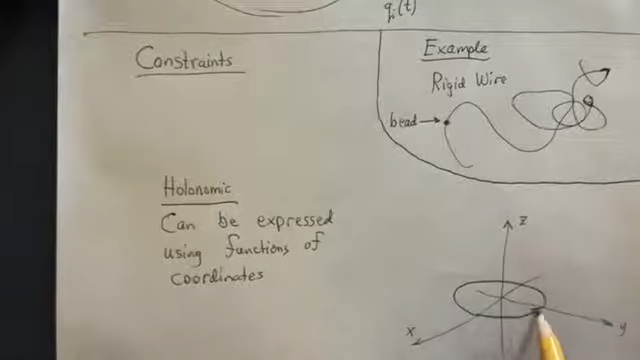 q_i(t)
Constraints
Example
Rigid Wire
bead
Holonomic
Can be expressed
using functions of
coordinates
z
x
y